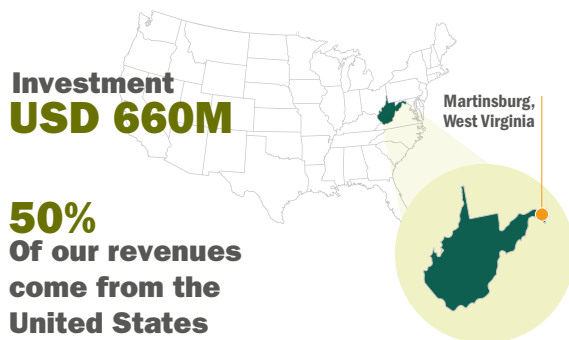 Investment
USD 660M
Martinsburg,
West Virginia
50%
Of our revenues
come from the
United States